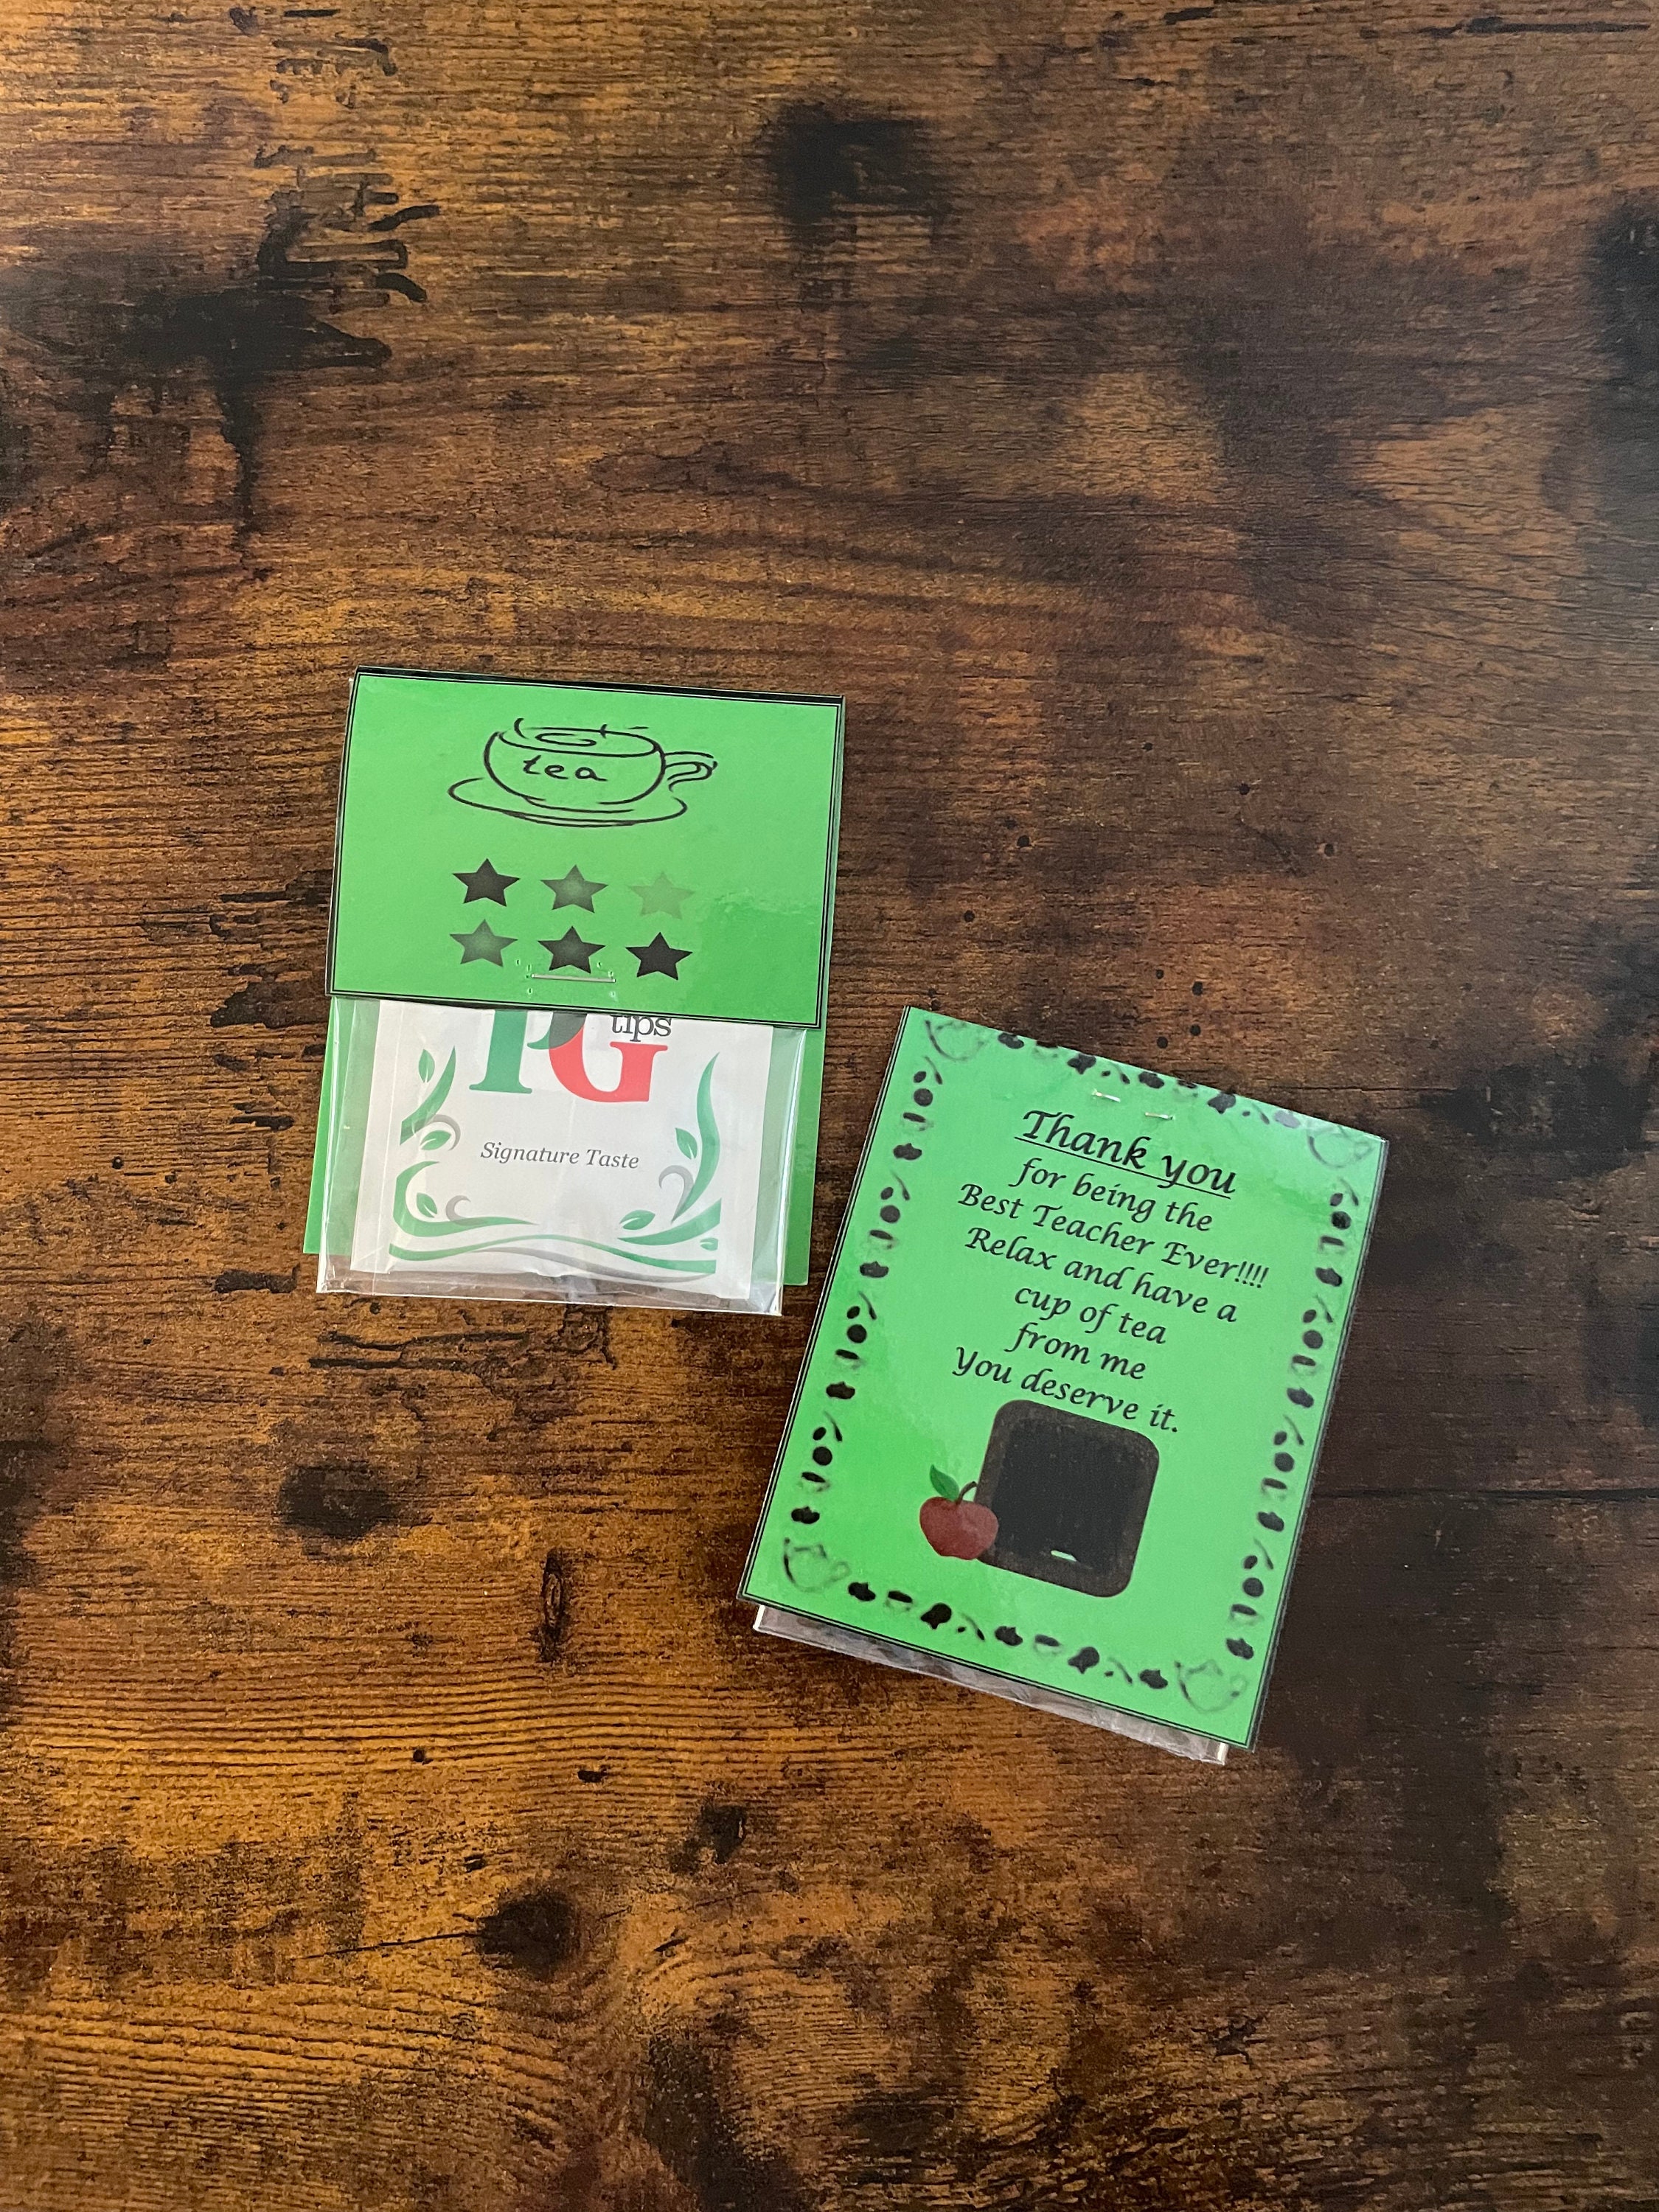 tea
PG
tips
Signature Taste
Thank you
for being the
Best Teacher Ever!!!!
Relax and have a
cup of tea
from me
You deserve it.